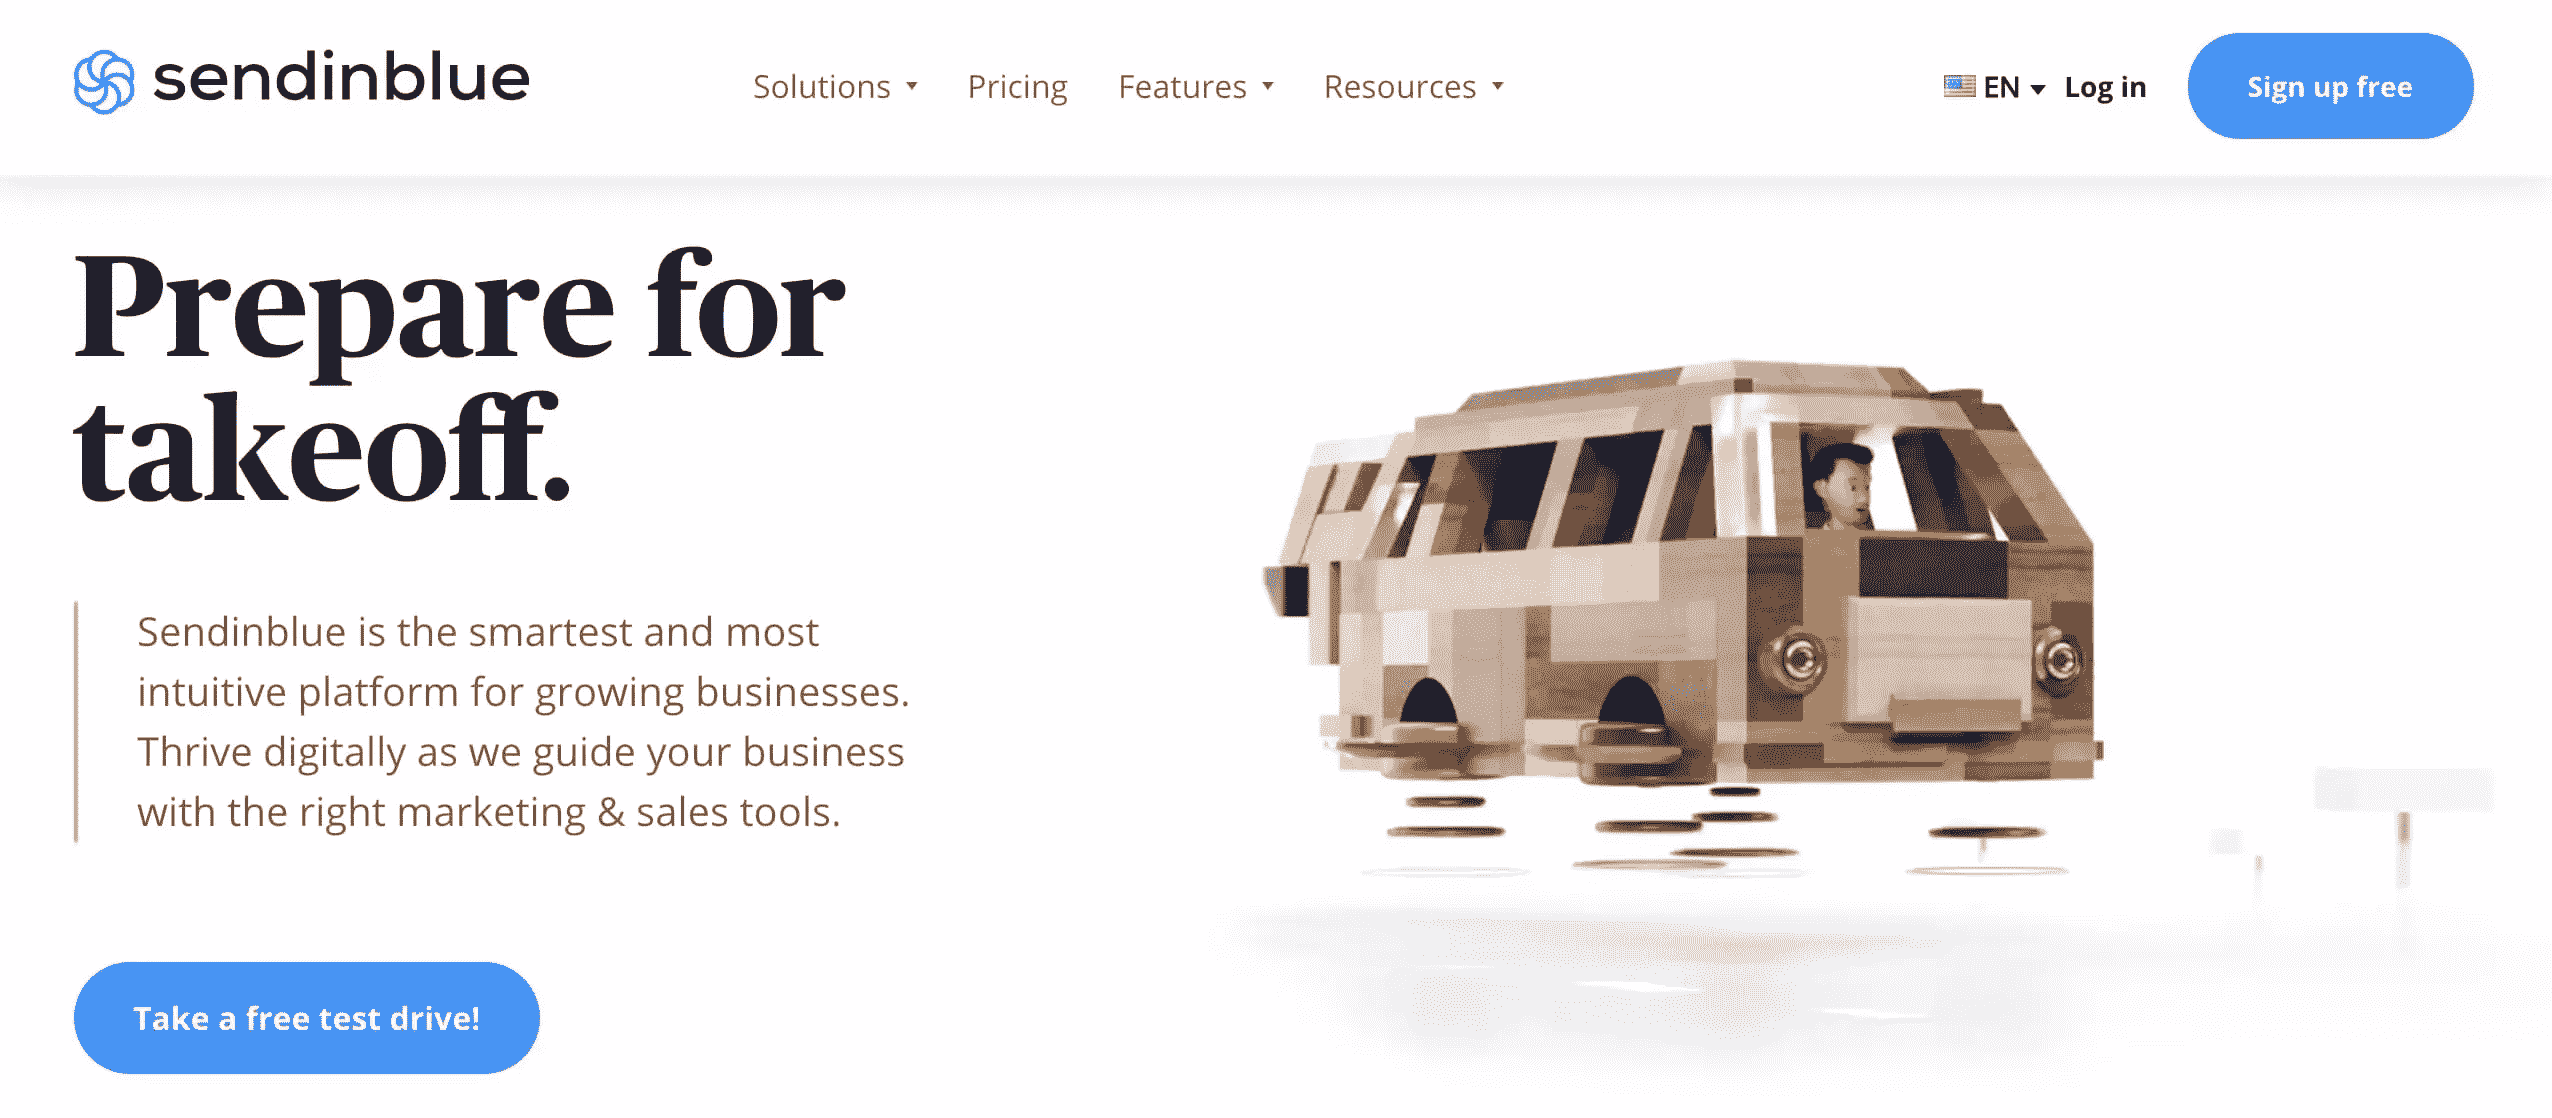 sendinblue
Solutions
Pricing
Features
Resources
EN
Log in
Sign up free
Prepare for
takeoff.
Sendinblue is the smartest and most
intuitive platform for growing businesses.
Thrive digitally as we guide your business
with the right marketing & sales tools.
Take a free test drive!